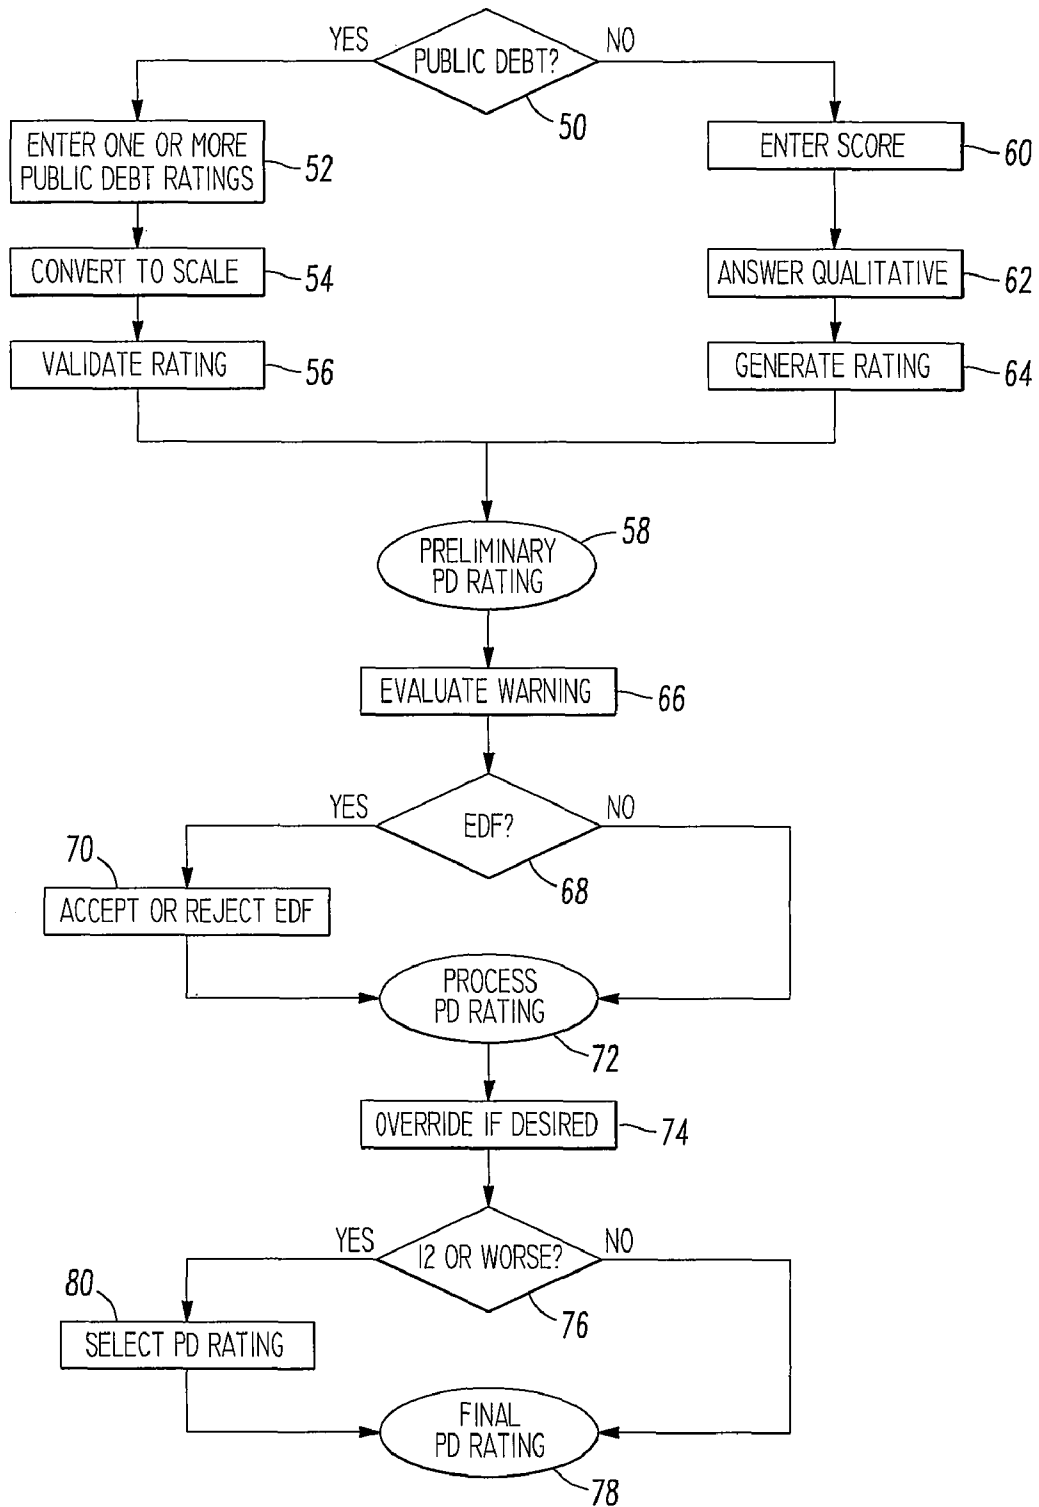 YES
PUBLIC DEBT?
NO
50
ENTER ONE OR MORE
PUBLIC DEBT RATINGS
52
ENTER SCORE
60
CONVERT TO SCALE
54
ANSWER QUALITATIVE
62
VALIDATE RATING
56
GENERATE RATING
64
PRELIMINARY
PD RATING
58
EVALUATE WARNING
66
YES
EDF?
NO
68
70
ACCEPT OR REJECT EDF
PROCESS
PD RATING
72
OVERRIDE IF DESIRED
74
YES
12 OR WORSE?
NO
76
80
SELECT PD RATING
FINAL
PD RATING
78